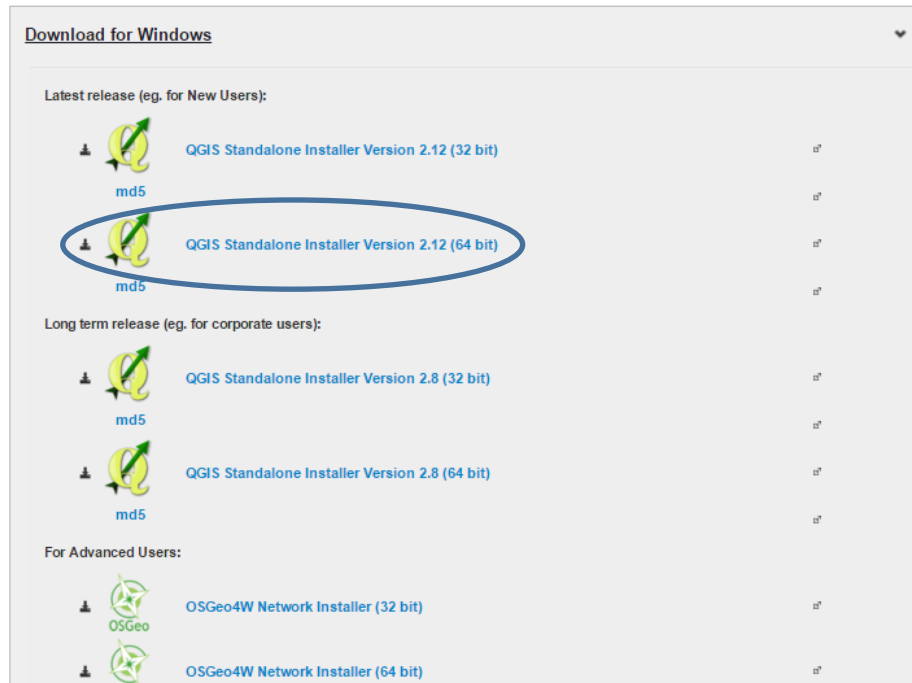 Download for Windows
Latest release (eg. for New Users):
QGIS Standalone Installer Version 2.12 (32 bit)
md5
QGIS Standalone Installer Version 2.12 (64 bit)
md5
Long term release (eg. for corporate users):
QGIS Standalone Installer Version 2.8 (32 bit)
md5
QGIS Standalone Installer Version 2.8 (64 bit)
md5
For Advanced Users:
OSGeo4W Network Installer (32 bit)
OSGeo
OSGeo4W Network Installer (64 bit)